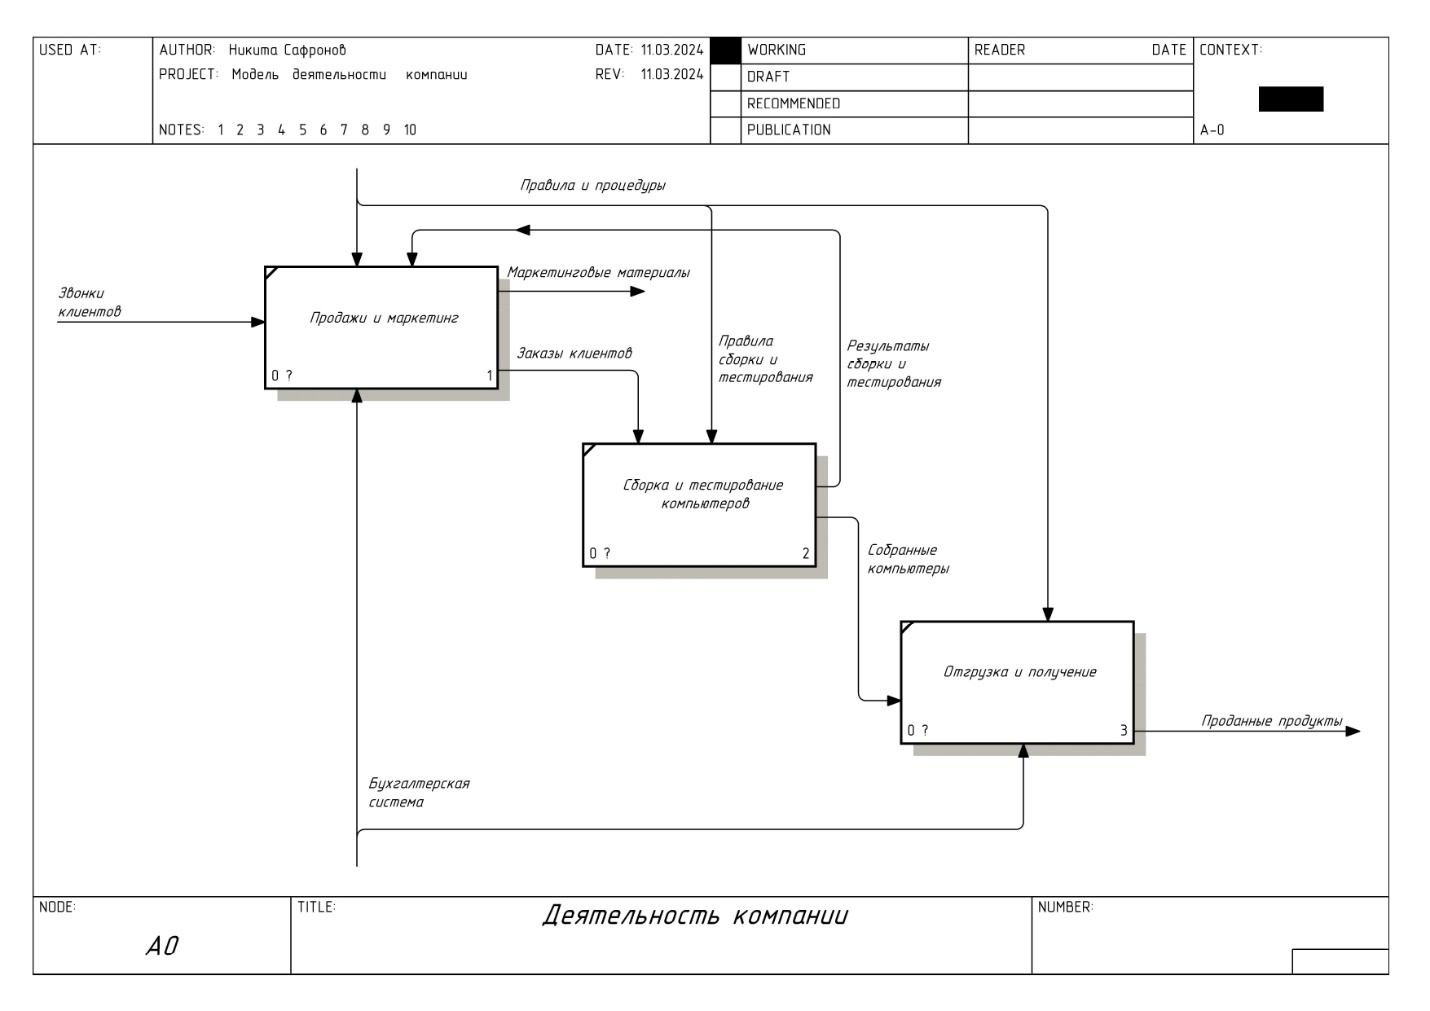 USED AT:
AUTHOR: Никита Сафронов
DATE: 11.03.2024
PROJECT: Модель деятельности компании
REV: 11.03.2024
NOTES: 1 2 3 4 5 6 7 8 9 10
WORKING
DRAFT
RECOMMENDED
PUBLICATION
READER
DATE
CONTEXT:
A-0
Правила и процедуры
Звонки
клиентов
Маркетинговые материалы
Продажи и маркетинг
0 ?
1
Заказы клиентов
Правила
сборки и
тестирования
Результаты
сборки и
тестирования
Сборка и тестирование
компьютеров
0 ?
2
Собранные
компьютеры
Отгрузка и получение
0 ?
3
Проданные продукты
Бухгалтерская
система
NODE:
A0
TITLE:
Деятельность компании
NUMBER: